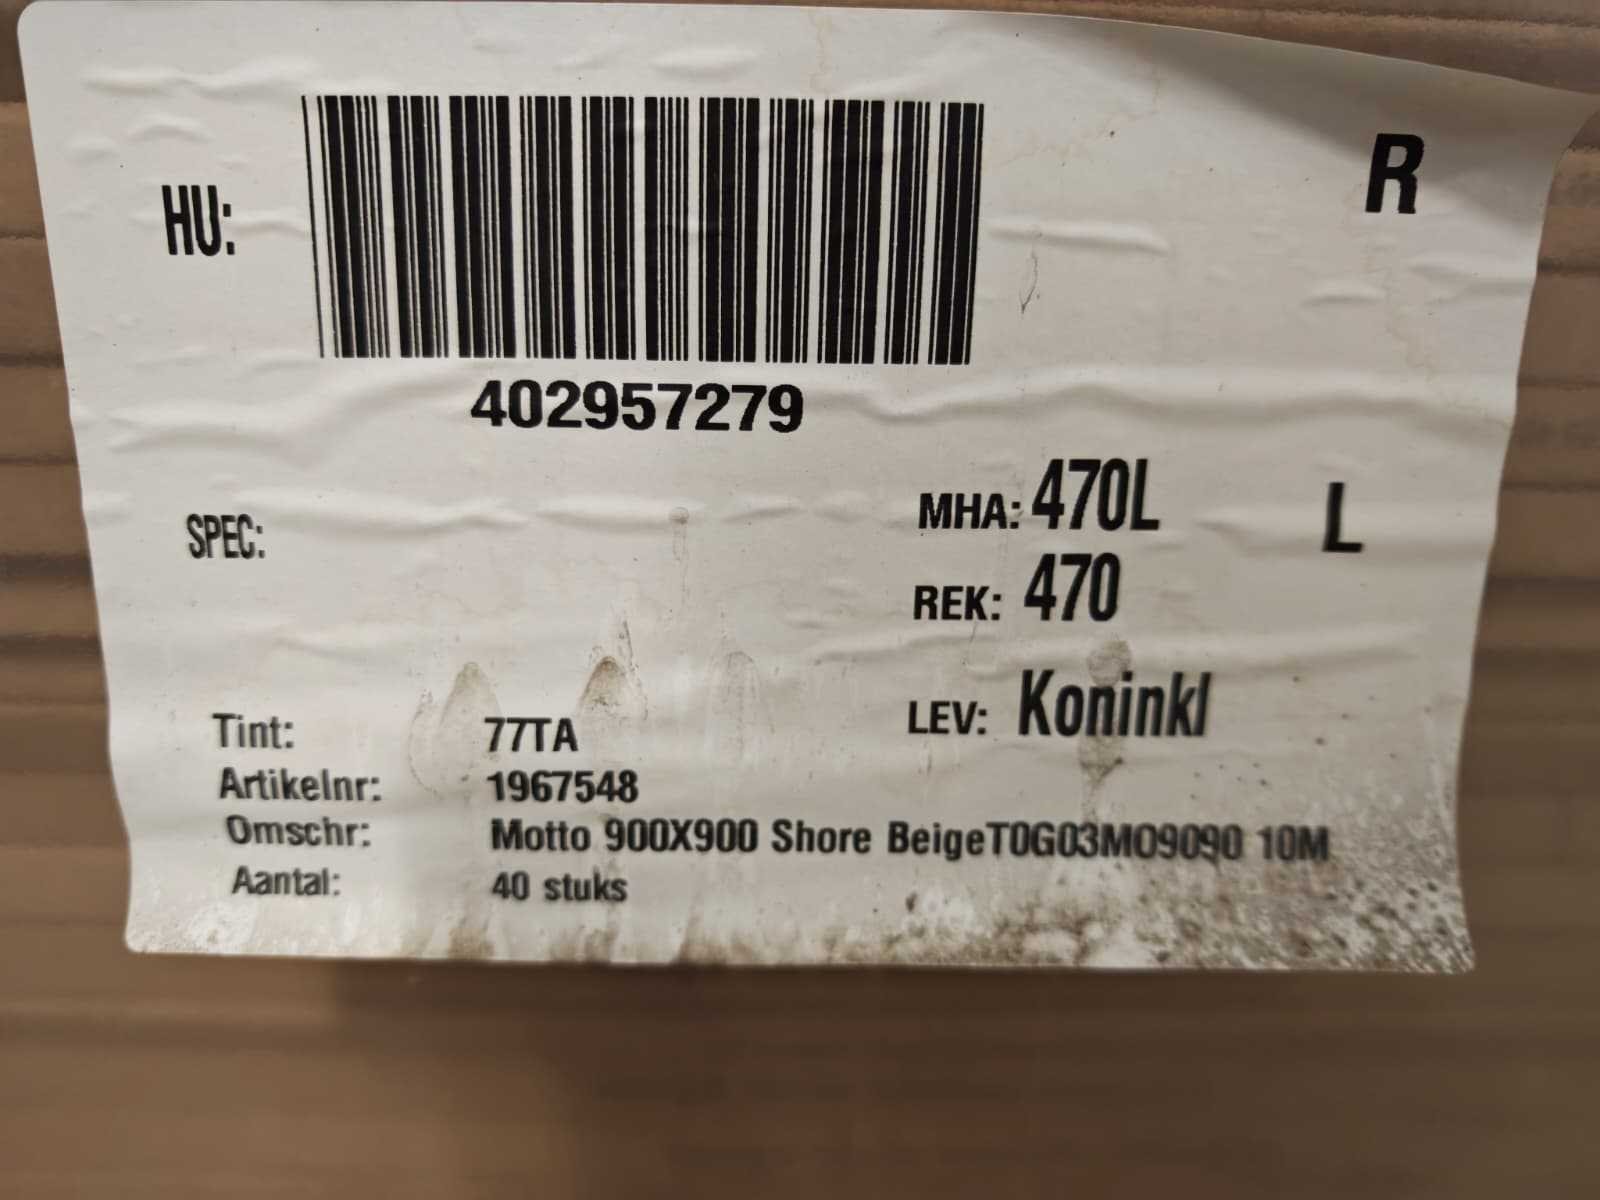 R
HU:
402957279
MHA: 470L
L
SPEC:
REK: 470
LEV: Koninkl
Tint: 77TA
Artikelnr: 1967548
Omschr: Motto 900X900 Shore BeigeT0G03MO9090 10M
Aantal: 40 stuks